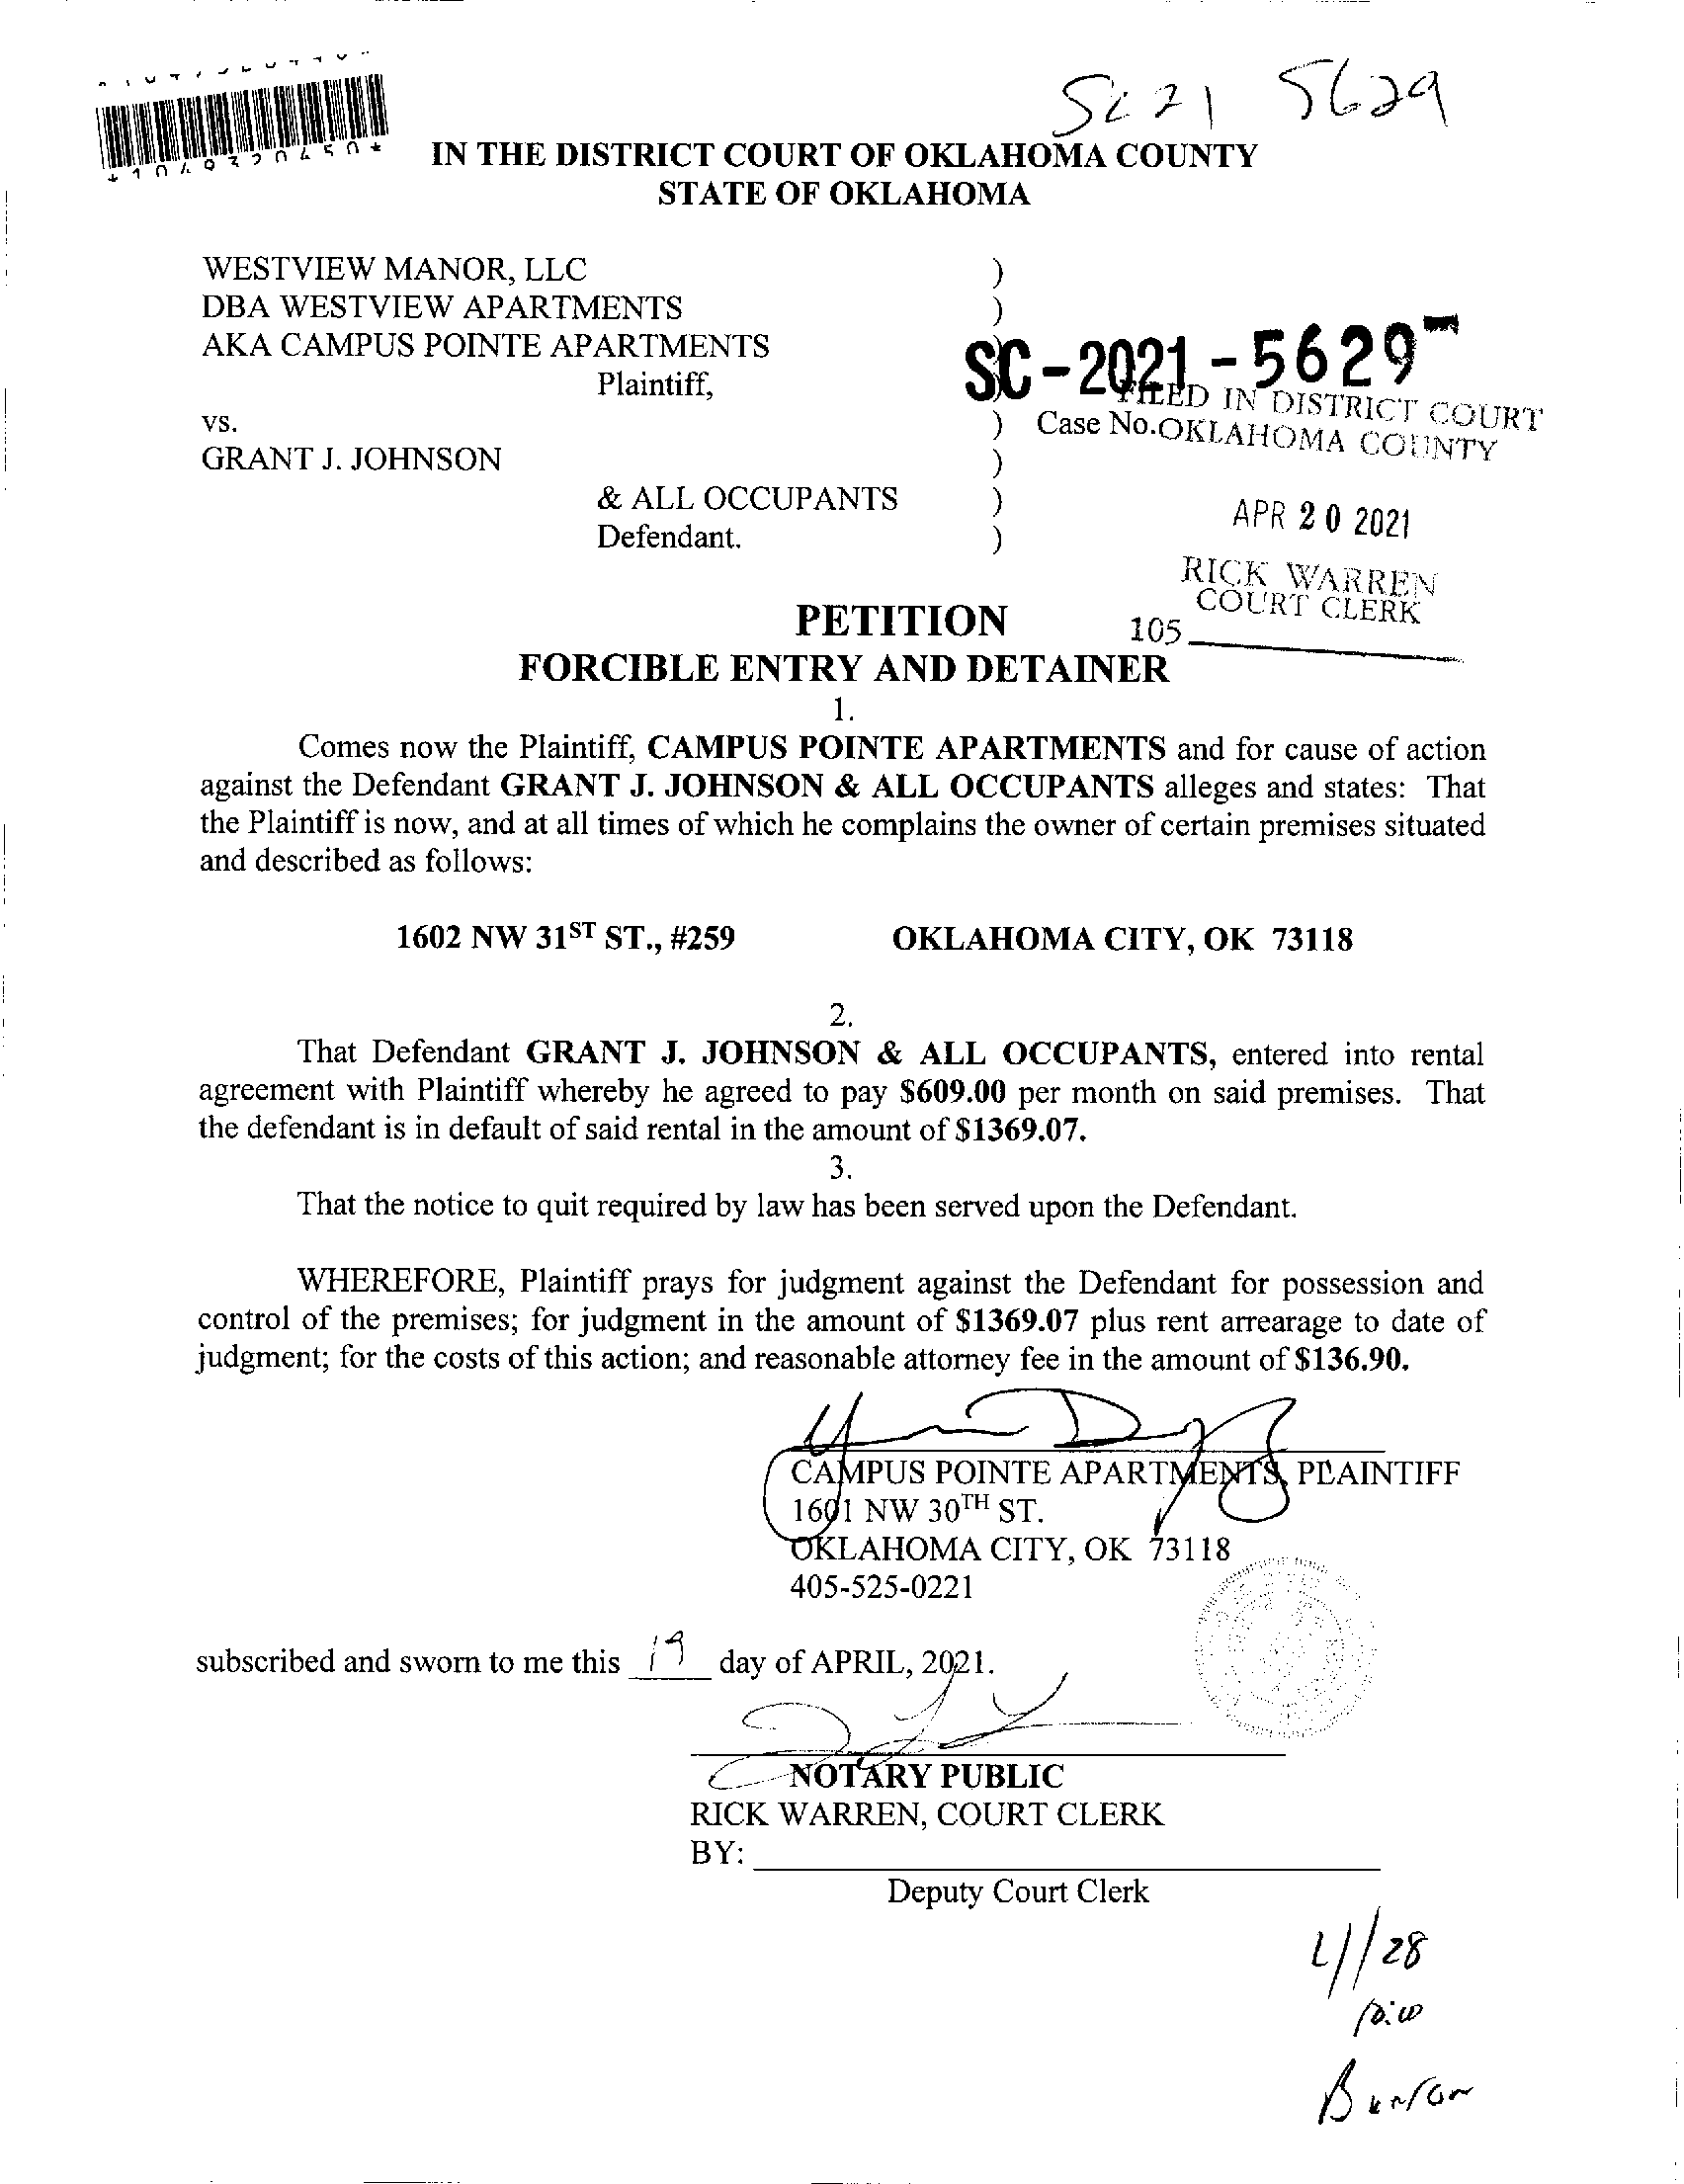 SC 21 5629
*1049320450*
IN THE DISTRICT COURT OF OKLAHOMA COUNTY
STATE OF OKLAHOMA
WESTVIEW MANOR, LLC )
DBA WESTVIEW APARTMENTS )
AKA CAMPUS POINTE APARTMENTS
SC-2021-5629
Plaintiff,
FILED IN DISTRICT COURT
vs. ) Case No. OKLAHOMA COUNTY
GRANT J. JOHNSON )
& ALL OCCUPANTS )
APR 20 2021
Defendant. )
RICK WARREN
COURT CLERK
PETITION
105
FORCIBLE ENTRY AND DETAINER
1.
Comes now the Plaintiff, CAMPUS POINTE APARTMENTS and for cause of action
against the Defendant GRANT J. JOHNSON & ALL OCCUPANTS alleges and states: That
the Plaintiff is now, and at all times of which he complains the owner of certain premises situated
and described as follows:
1602 NW 31ST ST., #259 OKLAHOMA CITY, OK 73118
2.
That Defendant GRANT J. JOHNSON & ALL OCCUPANTS, entered into rental
agreement with Plaintiff whereby he agreed to pay $609.00 per month on said premises. That
the defendant is in default of said rental in the amount of $1369.07.
3.
That the notice to quit required by law has been served upon the Defendant.
WHEREFORE, Plaintiff prays for judgment against the Defendant for possession and
control of the premises; for judgment in the amount of $1369.07 plus rent arrearage to date of
judgment; for the costs of this action; and reasonable attorney fee in the amount of $136.90.
CAMPUS POINTE APARTMENTS, PLAINTIFF
1601 NW 30TH ST.
OKLAHOMA CITY, OK 73118
405-525-0221
subscribed and sworn to me this 19 day of APRIL, 2021.
NOTARY PUBLIC
RICK WARREN, COURT CLERK
BY:
Deputy Court Clerk
4/28